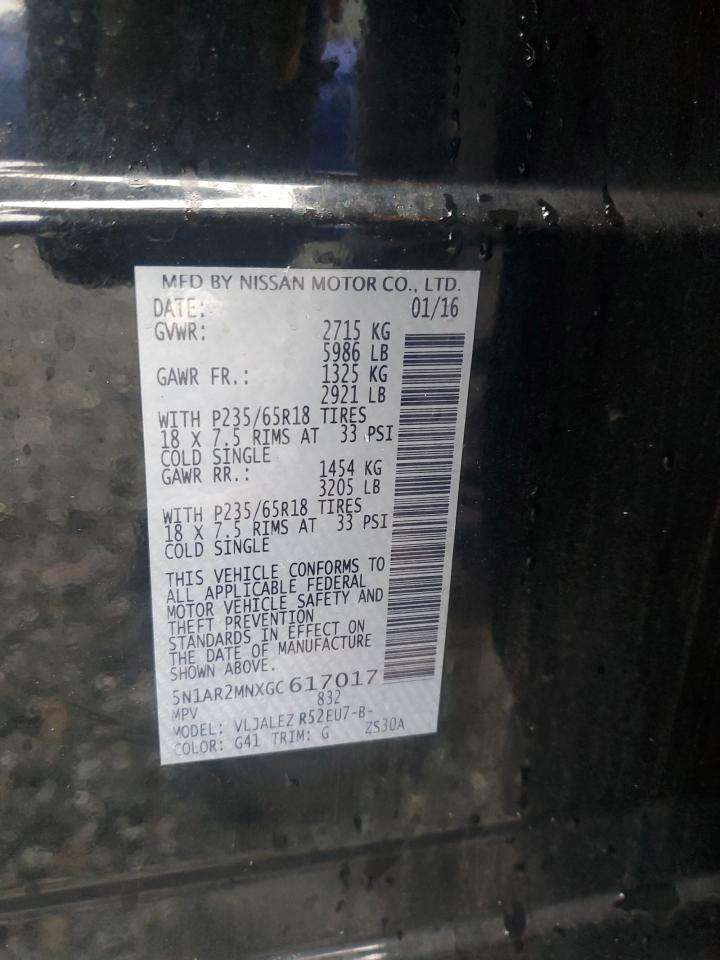 MFD BY NISSAN MOTOR CO., LTD.
DATE: 01/16
GVWR: 2715 KG
5986 LB
GAWR FR.: 1325 KG
2921 LB
WITH P235/65R18 TIRES
18 X 7.5 RIMS AT 33 PSI
COLD SINGLE
GAWR RR.: 1454 KG
3205 LB
WITH P235/65R18 TIRES
18 X 7.5 RIMS AT 33 PSI
COLD SINGLE
THIS VEHICLE CONFORMS TO
ALL APPLICABLE FEDERAL
MOTOR VEHICLE SAFETY AND
THEFT PREVENTION
STANDARDS IN EFFECT ON
THE DATE OF MANUFACTURE
SHOWN ABOVE.
5N1AR2MNXGC617017
MPV 832
MODEL: VLJALEZ R52EU7-B-
COLOR: G41 TRIM: G ZS30A